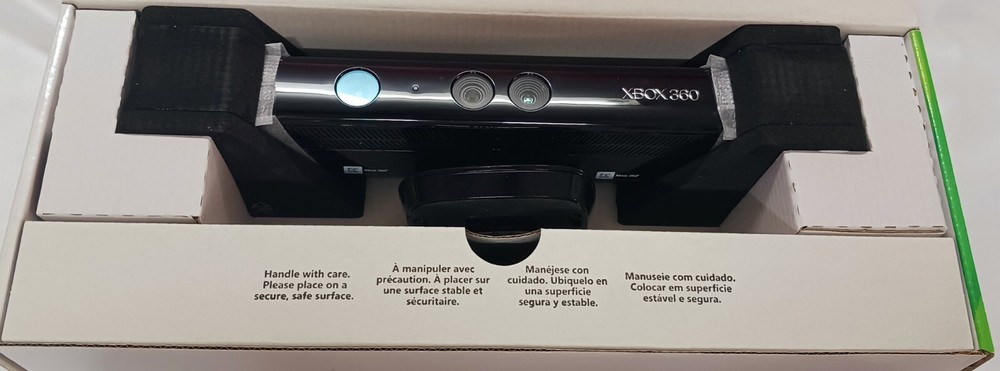 XBOX 360
Handle with care.
Please place on a
secure, safe surface.
À manipuler avec
précaution. À placer sur
une surface stable et
sécuritaire.
Manéjese con
cuidado. Ubíquelo en
una superficie
segura y estable.
Manuseie com cuidado.
Colocar em superfície
estável e segura.